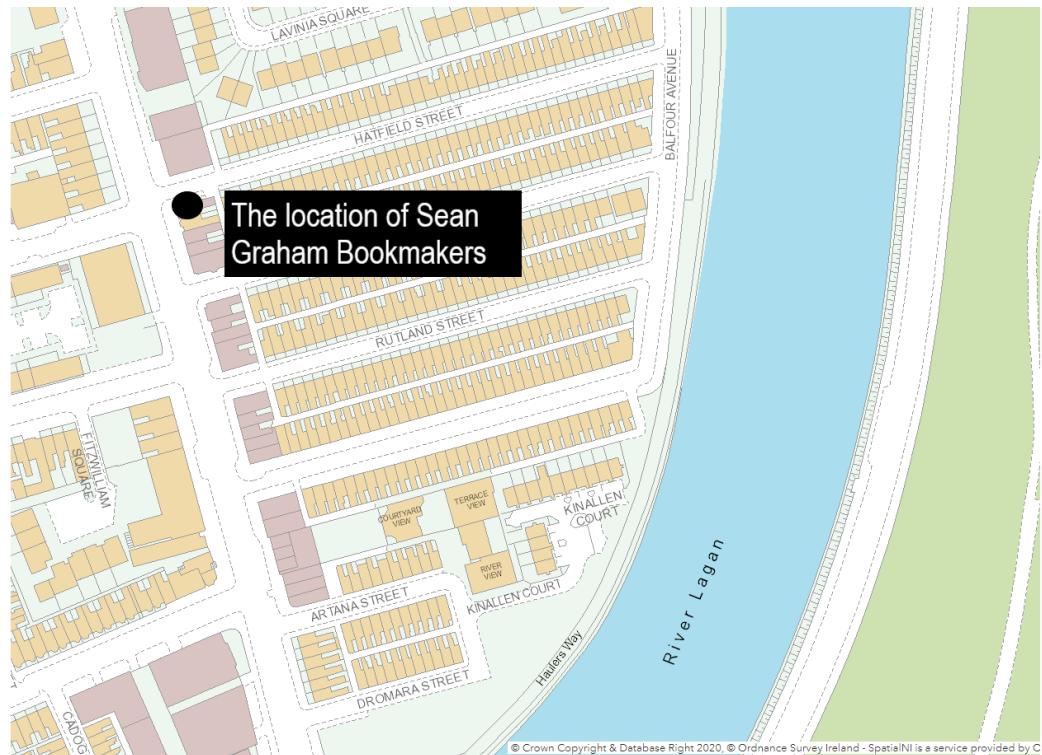 LAVINIA SQUARE
HATFIELD STREET
BALFOUR AVENUE
The location of Sean
Graham Bookmakers
RUTLAND STREET
FITZWILLIAM
SQUARE
COURTYARD
VIEW
TERRACE
VIEW
KINALLEN
COURT
RIVER
VIEW
ARTANA STREET
KINALLEN COURT
River Lagan
Haulers Way
DROMARA STREET
CADOG
© Crown Copyright & Database Right 2020, © Ordnance Survey Ireland - SpatialNI is a service provided by